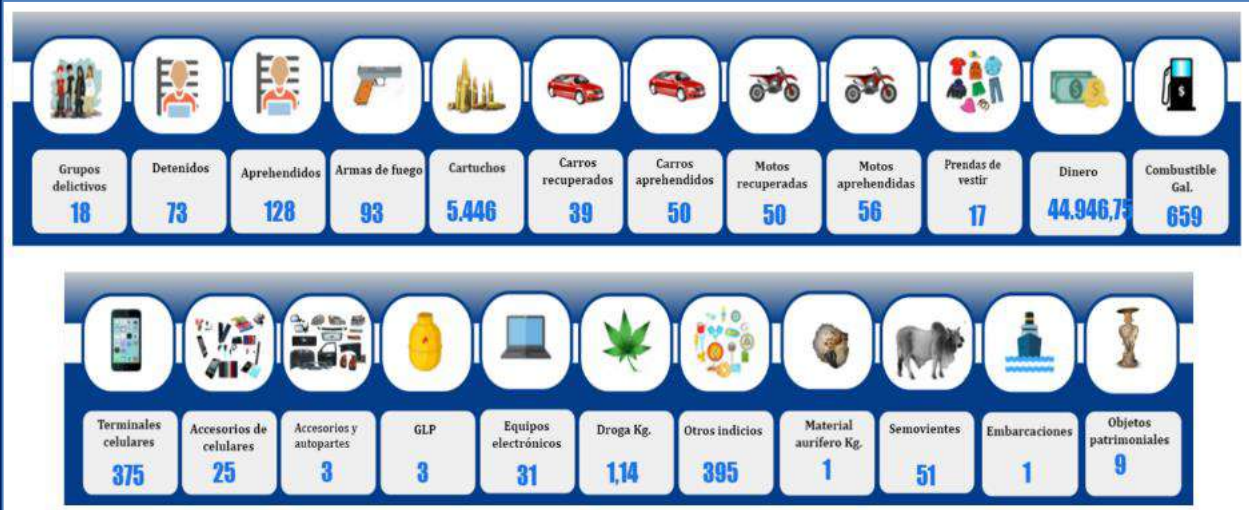 Grupos
delictivos
18
Detenidos
73
Aprehendidos
128
Armas de fuego
93
Cartuchos
5.446
Carros
recuperados
39
Carros
aprehendidos
50
Motos
recuperadas
50
Motos
aprehendidas
56
Prendas de
vestir
17
Dinero
44.946,75
Combustible
Gal.
659
Terminales
celulares
375
Accesorios de
celulares
25
Accesorios y
autopartes
3
GLP
3
Equipos
electrónicos
31
Droga Kg.
1,14
Otros indicios
395
Material
aurífero Kg.
1
Semovientes
51
Embarcaciones
1
Objetos
patrimoniales
9